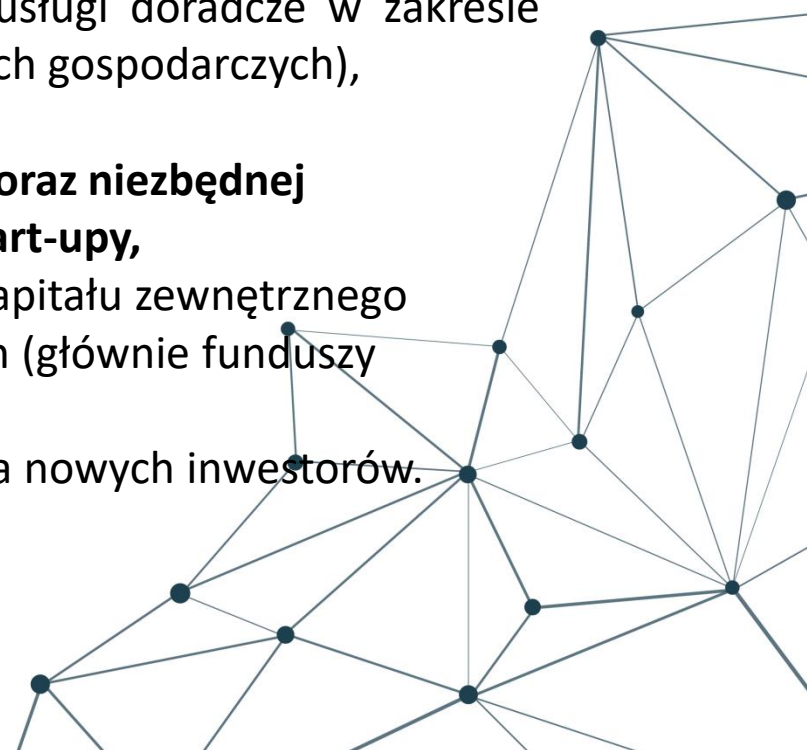 usługi doradcze w zakresie
ch gospodarczych),
oraz niezbędnej
art-upy,
apitału zewnętrznego
n (głównie funduszy
a nowych inwestorów.